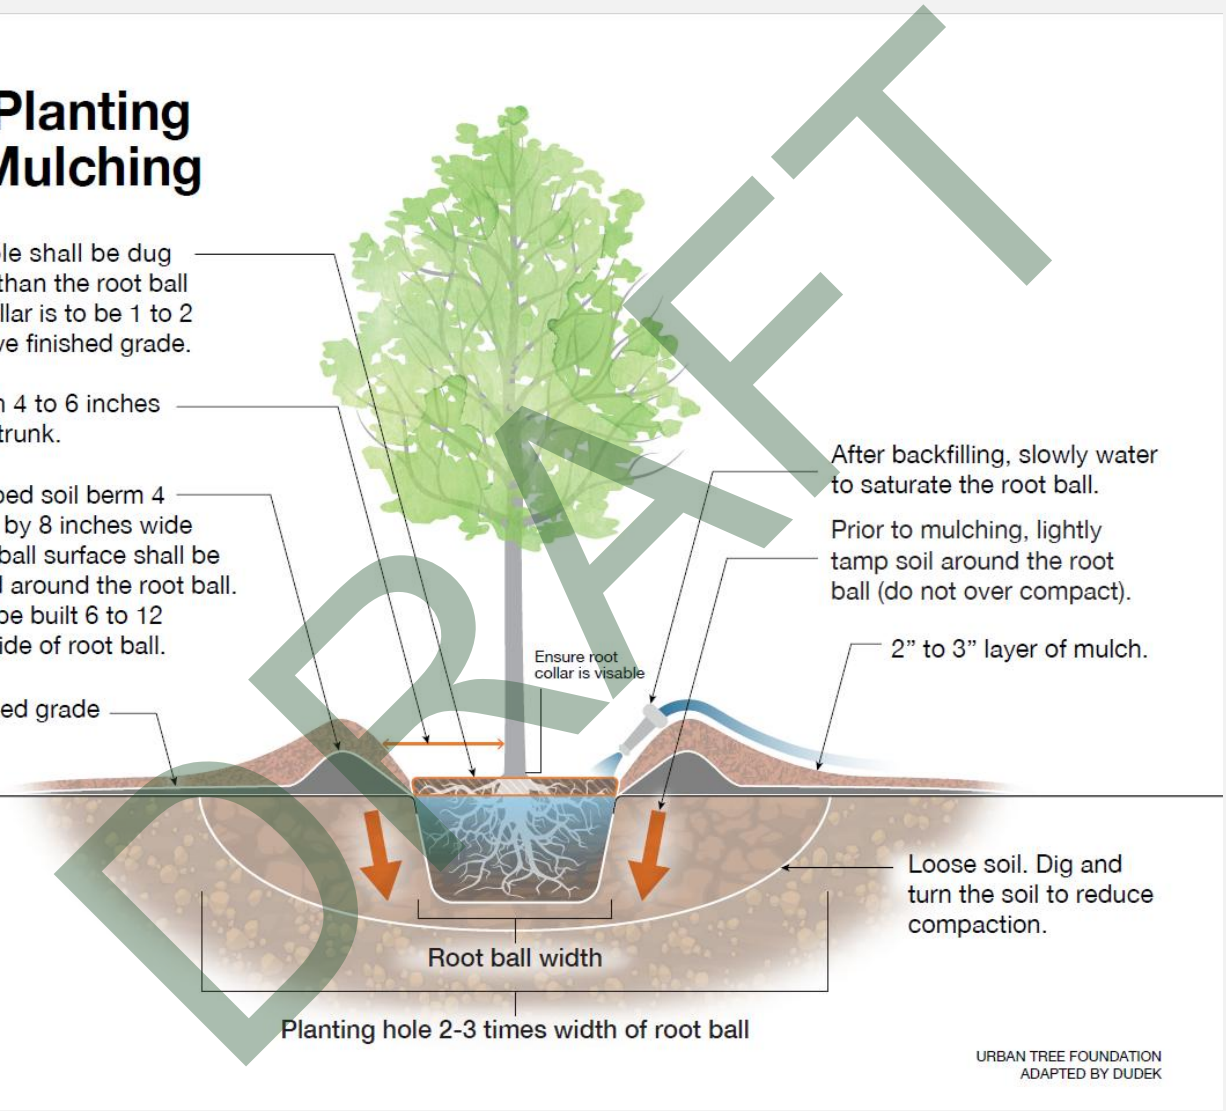 Planting
Mulching
le shall be dug
than the root ball
llar is to be 1 to 2
ve finished grade.
4 to 6 inches
trunk.
ped soil berm 4
by 8 inches wide
ball surface shall be
d around the root ball.
be built 6 to 12
ide of root ball.
ed grade
Ensure root
collar is visable
After backfilling, slowly water
to saturate the root ball.
Prior to mulching, lightly
tamp soil around the root
ball (do not over compact).
2” to 3” layer of mulch.
Loose soil. Dig and
turn the soil to reduce
compaction.
Root ball width
Planting hole 2-3 times width of root ball
URBAN TREE FOUNDATION
ADAPTED BY DUDEK
DRAFT